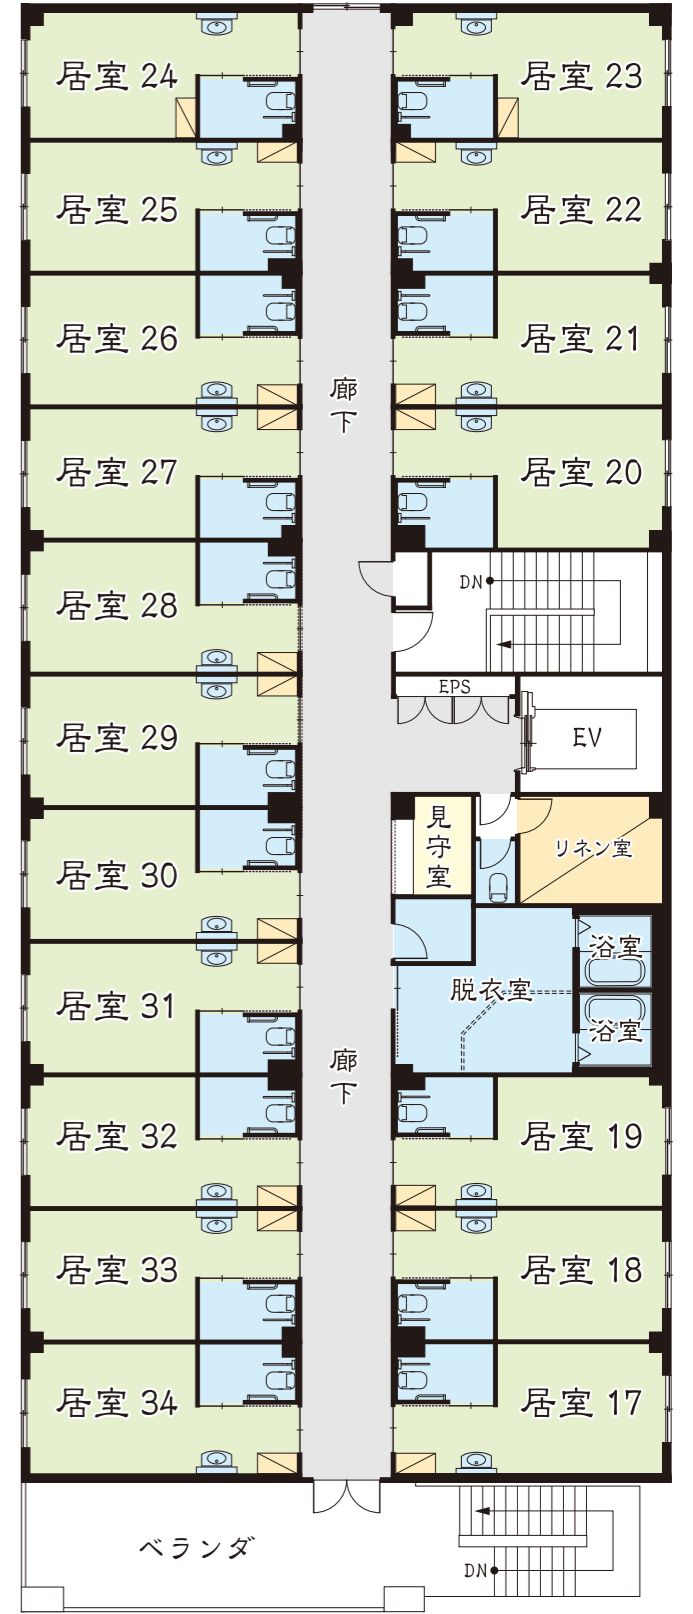 居室 24
居室 23
居室 25
居室 22
居室 26
居室 21
廊下
居室 27
居室 20
居室 28
DN
EPS
居室 29
EV
見守室
リネン室
居室 30
浴室
脱衣室
居室 31
浴室
廊下
居室 32
居室 19
居室 33
居室 18
居室 34
居室 17
ベランダ
DN